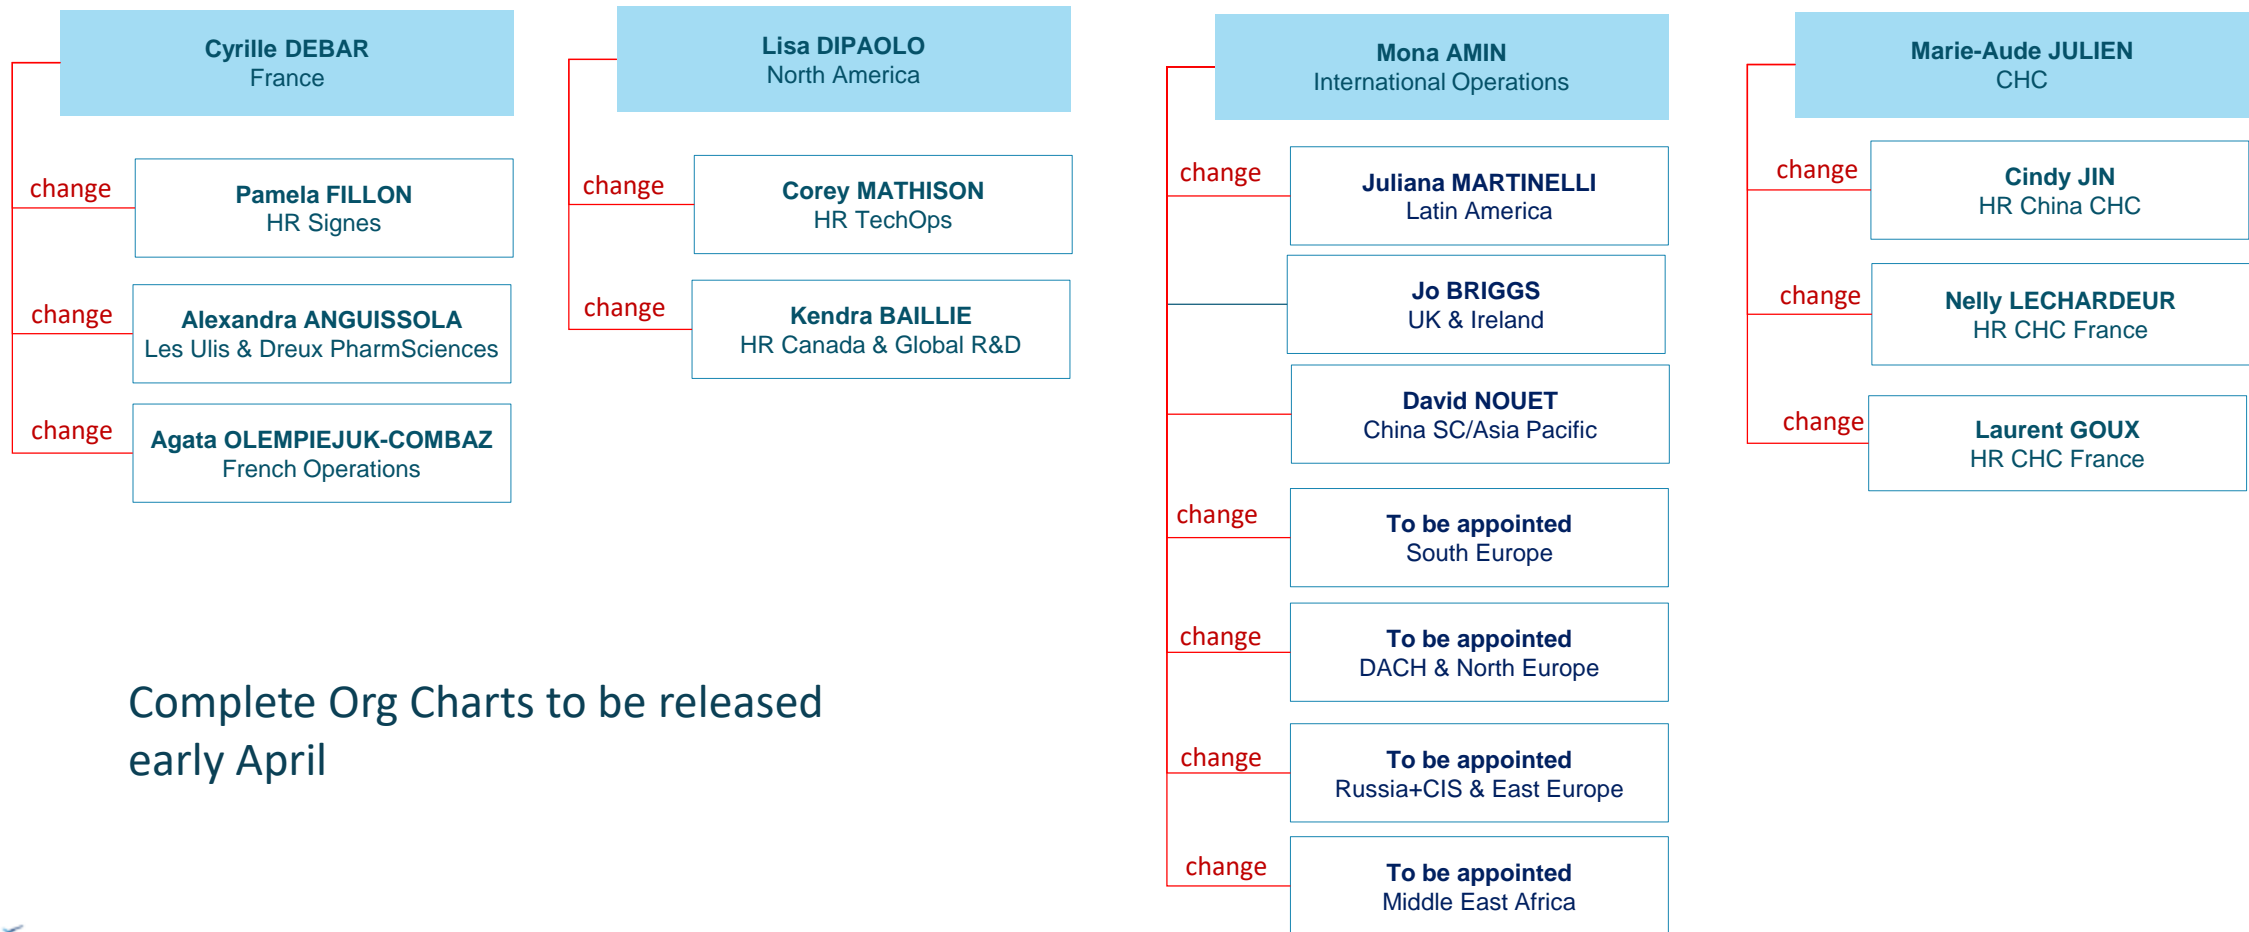 Cyrille DEBAR
France
change
Pamela FILLON
HR Signes
change
Alexandra ANGUISSOLA
Les Ulis & Dreux PharmSciences
change
Agata OLEMPIEJUK-COMBAZ
French Operations
Lisa DIPAOLO
North America
change
Corey MATHISON
HR TechOps
change
Kendra BAILLIE
HR Canada & Global R&D
Mona AMIN
International Operations
change
Juliana MARTINELLI
Latin America
Jo BRIGGS
UK & Ireland
David NOUET
China SC/Asia Pacific
change
To be appointed
South Europe
change
To be appointed
DACH & North Europe
change
To be appointed
Russia+CIS & East Europe
change
To be appointed
Middle East Africa
Marie-Aude JULIEN
CHC
change
Cindy JIN
HR China CHC
change
Nelly LECHARDEUR
HR CHC France
change
Laurent GOUX
HR CHC France
Complete Org Charts to be released
early April